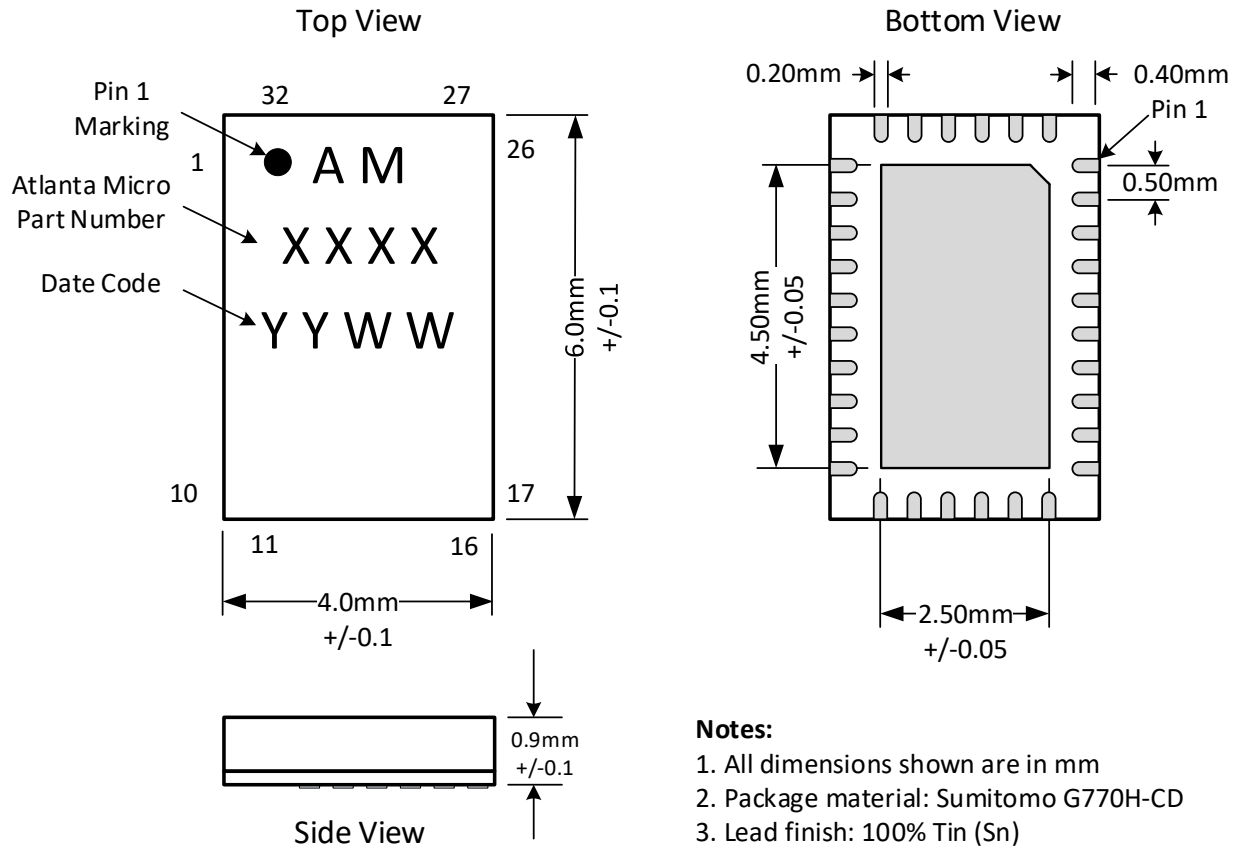 Top View
Bottom View
Pin 1
Marking
32
27
1
26
A M
Atlanta Micro
Part Number
X X X X
Date Code
Y Y W W
6.0mm
+/-0.1
10
17
11
16
4.0mm
+/-0.1
0.20mm
0.40mm
Pin 1
0.50mm
4.50mm
+/-0.05
2.50mm
+/-0.05
0.9mm
+/-0.1
Side View
Notes:
1. All dimensions shown are in mm
2. Package material: Sumitomo G770H-CD
3. Lead finish: 100% Tin (Sn)